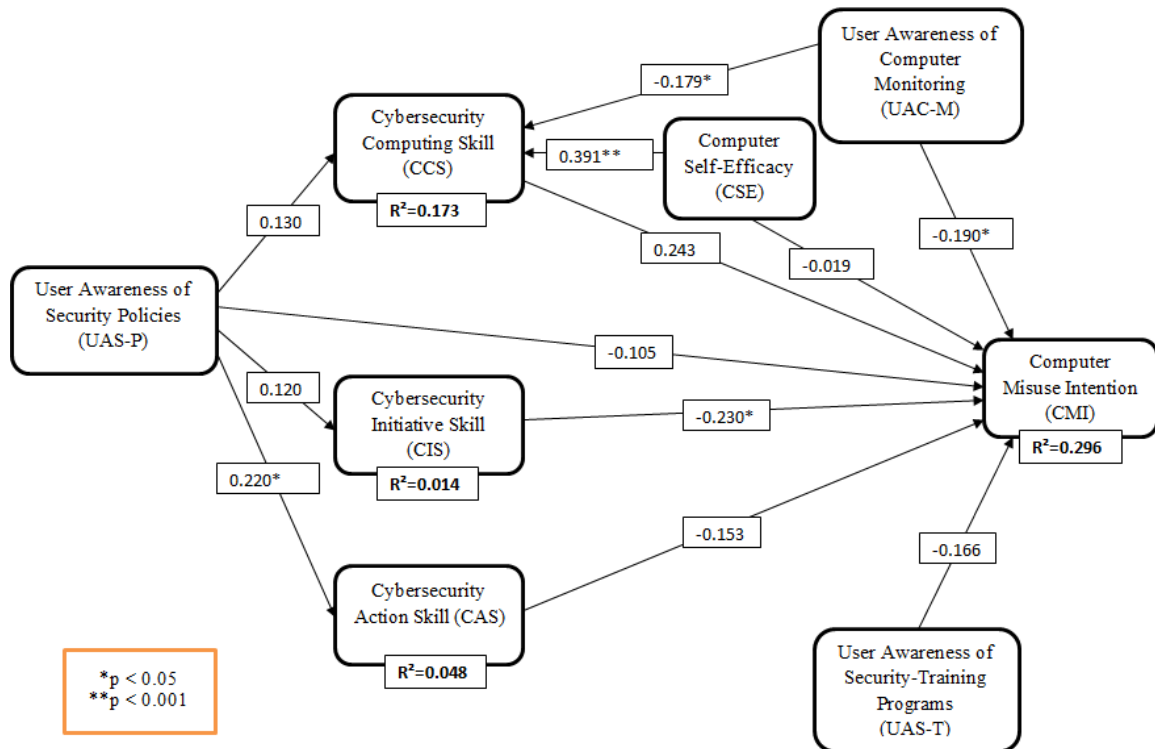 User Awareness of
Computer
Monitoring
(UAC-M)
-0.179*
Cybersecurity
Computing Skill
(CCS)
R²=0.173
0.391**
Computer
Self-Efficacy
(CSE)
0.130
0.243
-0.019
-0.190*
User Awareness of
Security Policies
(UAS-P)
-0.105
Computer
Misuse Intention
(CMI)
R²=0.296
0.120
Cybersecurity
Initiative Skill
(CIS)
R²=0.014
-0.230*
0.220*
-0.153
-0.166
Cybersecurity
Action Skill (CAS)
R²=0.048
User Awareness of
Security-Training
Programs
(UAS-T)
*p < 0.05
**p < 0.001